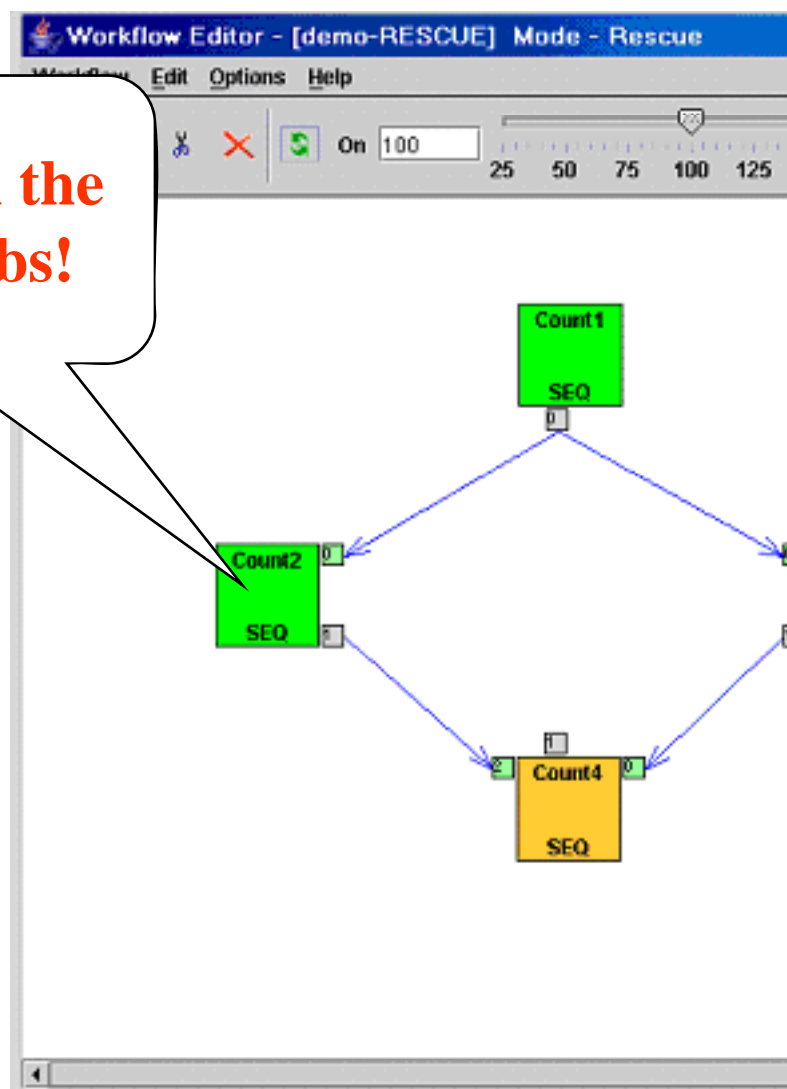 Workflow Editor - [demo-RESCUE] Mode - Rescue
Edit Options Help
On 100
25 50 75 100 125
the
bs!
Count1
SEQ
0
Count2
0
SEQ
1
1
2
Count4
0
SEQ